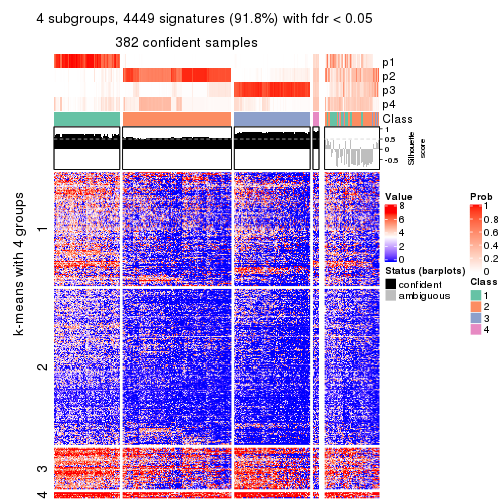 4 subgroups, 4449 signatures (91.8%) with fdr < 0.05
382 confident samples
p1
p2
p3
p4
Class
1
0.5
0
-0.5
Silhouette
score
k-means with 4 groups
1
2
3
4
Value
8
6
4
2
0
Status (barplots)
confident
ambiguous
Prob
1
0.8
0.6
0.4
0.2
0
Class
1
2
3
4